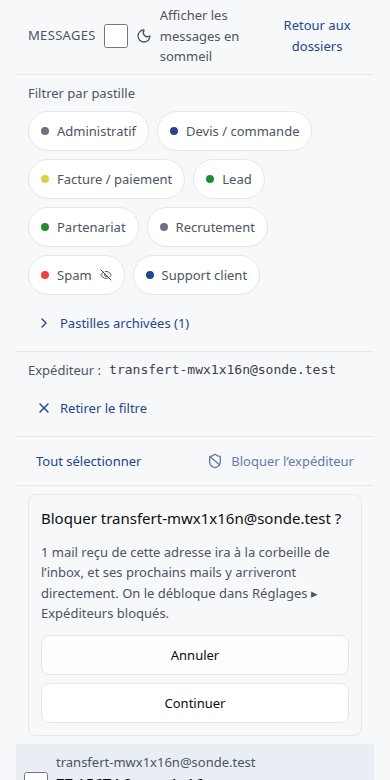 MESSAGES
Afficher les
messages en
sommeil
Retour aux
dossiers
Filtrer par pastille
Administratif
Devis / commande
Facture / paiement
Lead
Partenariat
Recrutement
Spam
Support client
Pastilles archivées (1)
Expéditeur : transfert-mwx1x16n@sonde.test
Retirer le filtre
Tout sélectionner
Bloquer l’expéditeur
Bloquer transfert-mwx1x16n@sonde.test ?
1 mail reçu de cette adresse ira à la corbeille de
l’inbox, et ses prochains mails y arriveront
directement. On le débloque dans Réglages ▸
Expéditeurs bloqués.
Annuler
Continuer
transfert-mwx1x16n@sonde.test